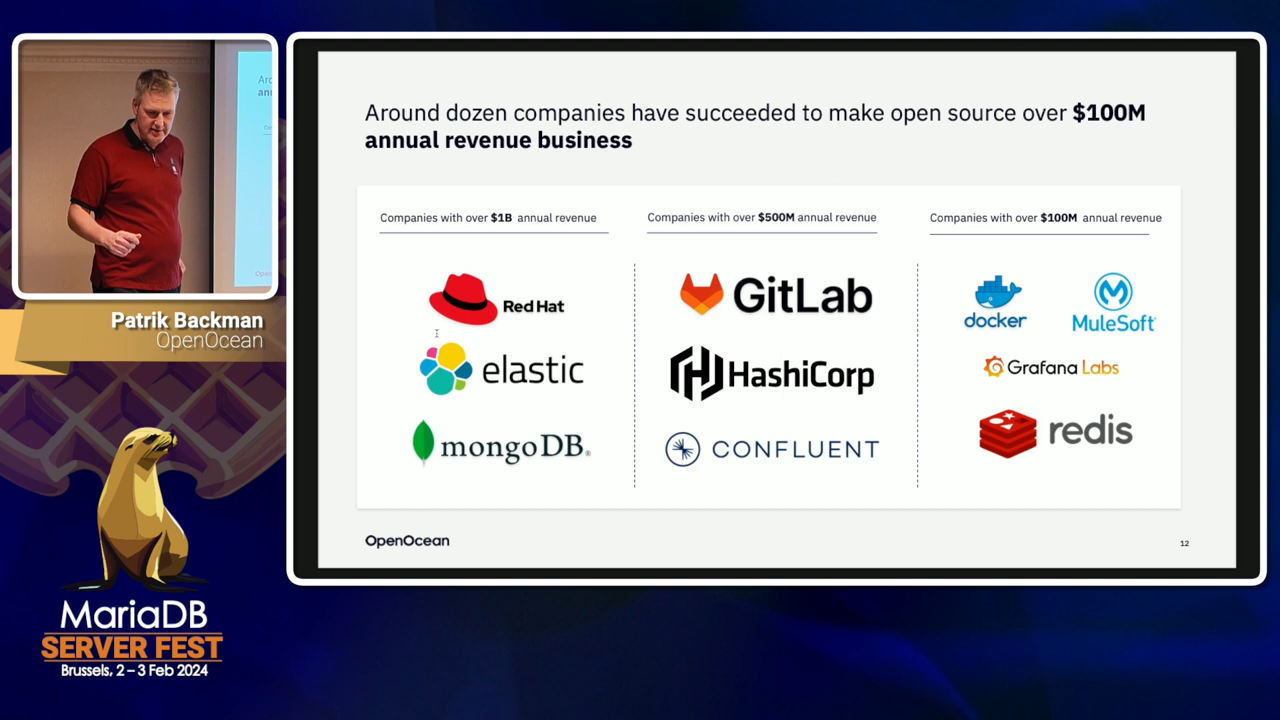 Around dozen companies have succeeded to make open source over $100M
annual revenue business
Companies with over $1B annual revenue
Companies with over $500M annual revenue
Companies with over $100M annual revenue
Red Hat
elastic
mongoDB®
GitLab
HashiCorp
CONFLUENT
docker
MuleSoft
Grafana Labs
redis
OpenOcean
12
Patrik Backman
OpenOcean
MariaDB
SERVER FEST
Brussels, 2 – 3 Feb 2024